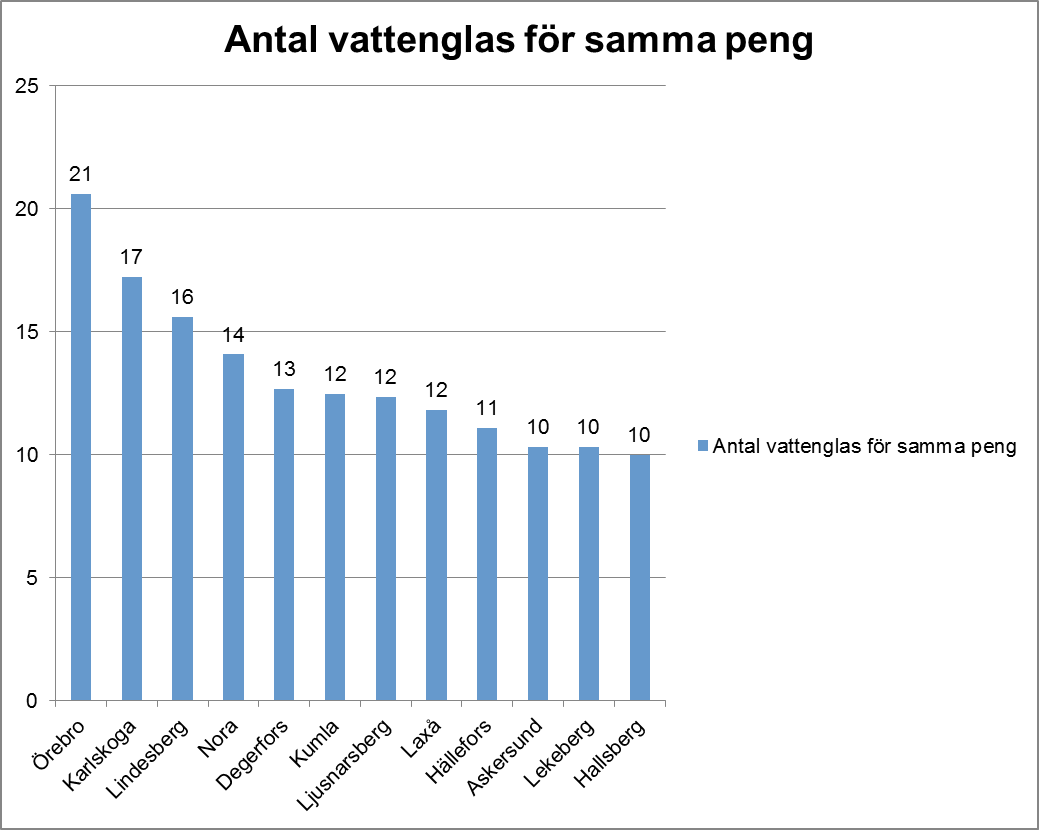 Antal vattenglas för samma peng
25
20
15
10
5
0
21
17
16
14
13
12
12
12
11
10
10
10
Örebro
Karlskoga
Lindesberg
Nora
Degerfors
Kumla
Ljusnarsberg
Laxå
Hällefors
Askersund
Lekeberg
Hallsberg
Antal vattenglas för samma peng